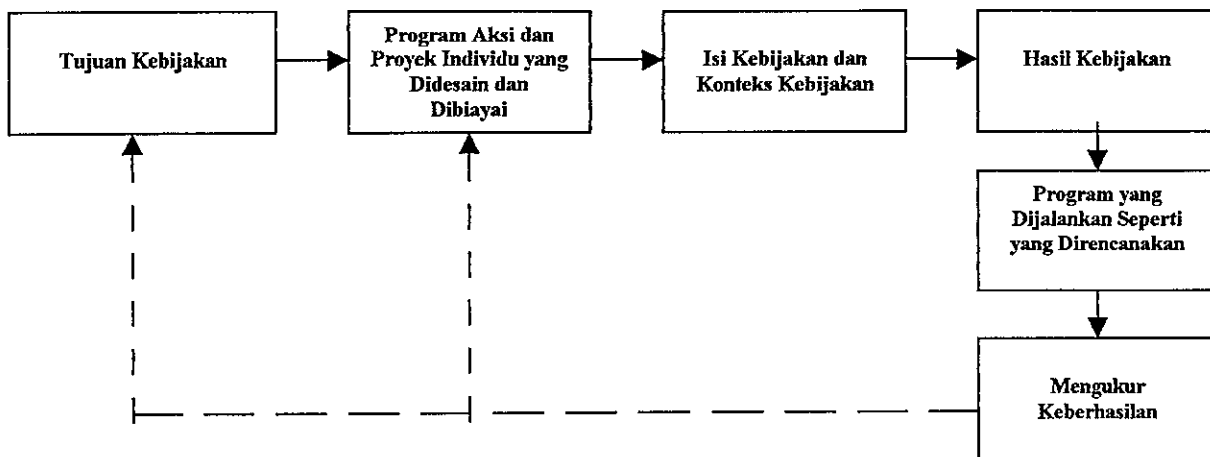 Tujuan Kebijakan
Program Aksi dan
Proyek Individu yang
Didesain dan
Dibiayai
Isi Kebijakan dan
Konteks Kebijakan
Hasil Kebijakan
Program yang
Dijalankan Seperti
yang Direncanakan
Mengukur
Keberhasilan